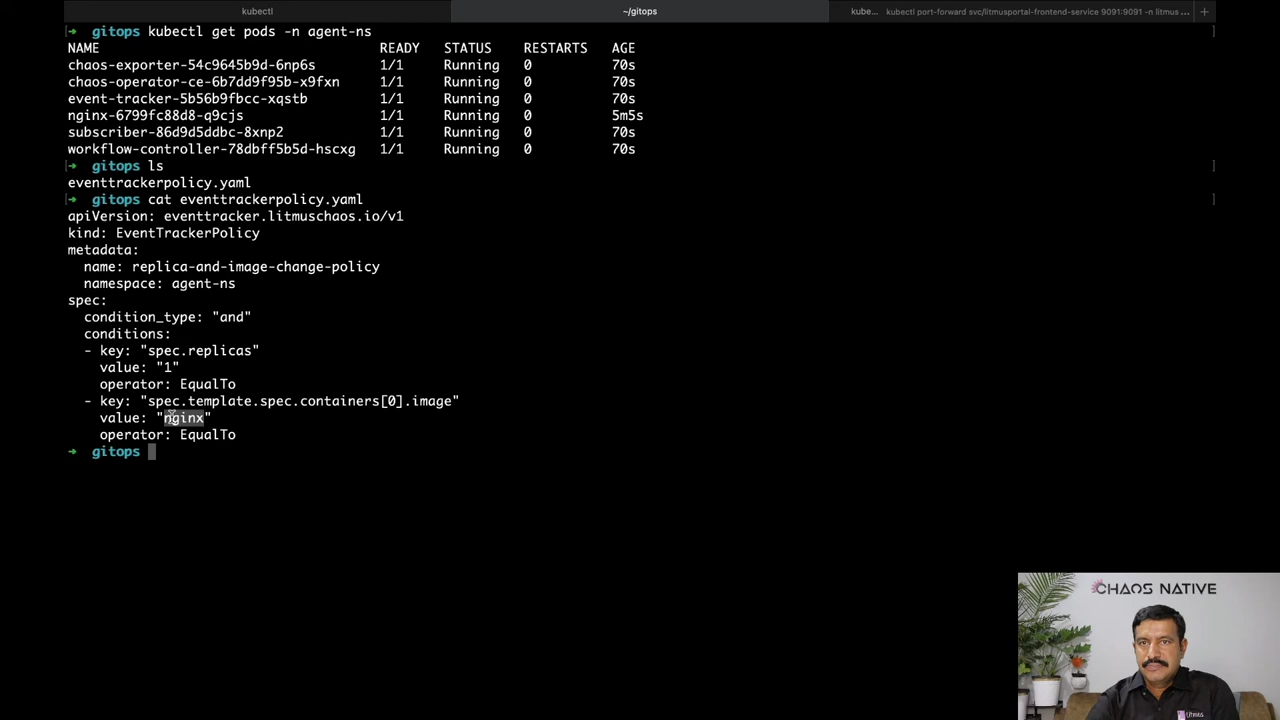 kubectl
~/gitops
kube... kubectl port-forward svc/litmusportal-frontend-service 9091:9091 -n litmus ...
→ gitops kubectl get pods -n agent-ns
NAME READY STATUS RESTARTS AGE
chaos-exporter-54c9645b9d-6np6s 1/1 Running 0 70s
chaos-operator-ce-6b7dd9f95b-x9fxn 1/1 Running 0 70s
event-tracker-5b56b9fbcc-xqstb 1/1 Running 0 70s
nginx-6799fc88d8-q9cjs 1/1 Running 0 5m5s
subscriber-86d9d5ddbc-8xnp2 1/1 Running 0 70s
workflow-controller-78dbff5b5d-hscxg 1/1 Running 0 70s
→ gitops ls
eventtrackerpolicy.yaml
→ gitops cat eventtrackerpolicy.yaml
apiVersion: eventtracker.litmuschaos.io/v1
kind: EventTrackerPolicy
metadata:
  name: replica-and-image-change-policy
  namespace: agent-ns
spec:
  condition_type: "and"
  conditions:
  - key: "spec.replicas"
    value: "1"
    operator: EqualTo
  - key: "spec.template.spec.containers[0].image"
    value: "nginx"
    operator: EqualTo
→ gitops
CHAOS NATIVE
litmus